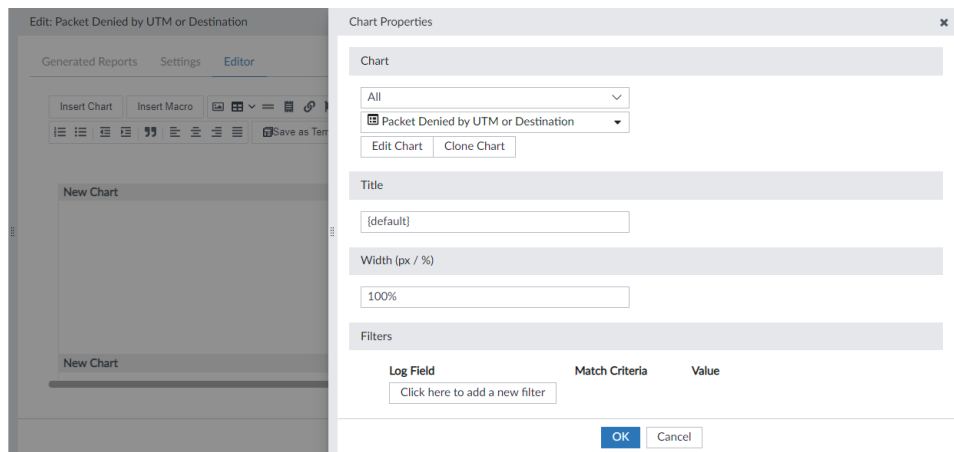 Edit: Packet Denied by UTM or Destination
Generated Reports Settings Editor
Insert Chart Insert Macro
Save as Tem
New Chart
New Chart
Chart Properties
Chart
All
Packet Denied by UTM or Destination
Edit Chart Clone Chart
Title
{default}
Width (px / %)
100%
Filters
Log Field Match Criteria Value
Click here to add a new filter
OK Cancel